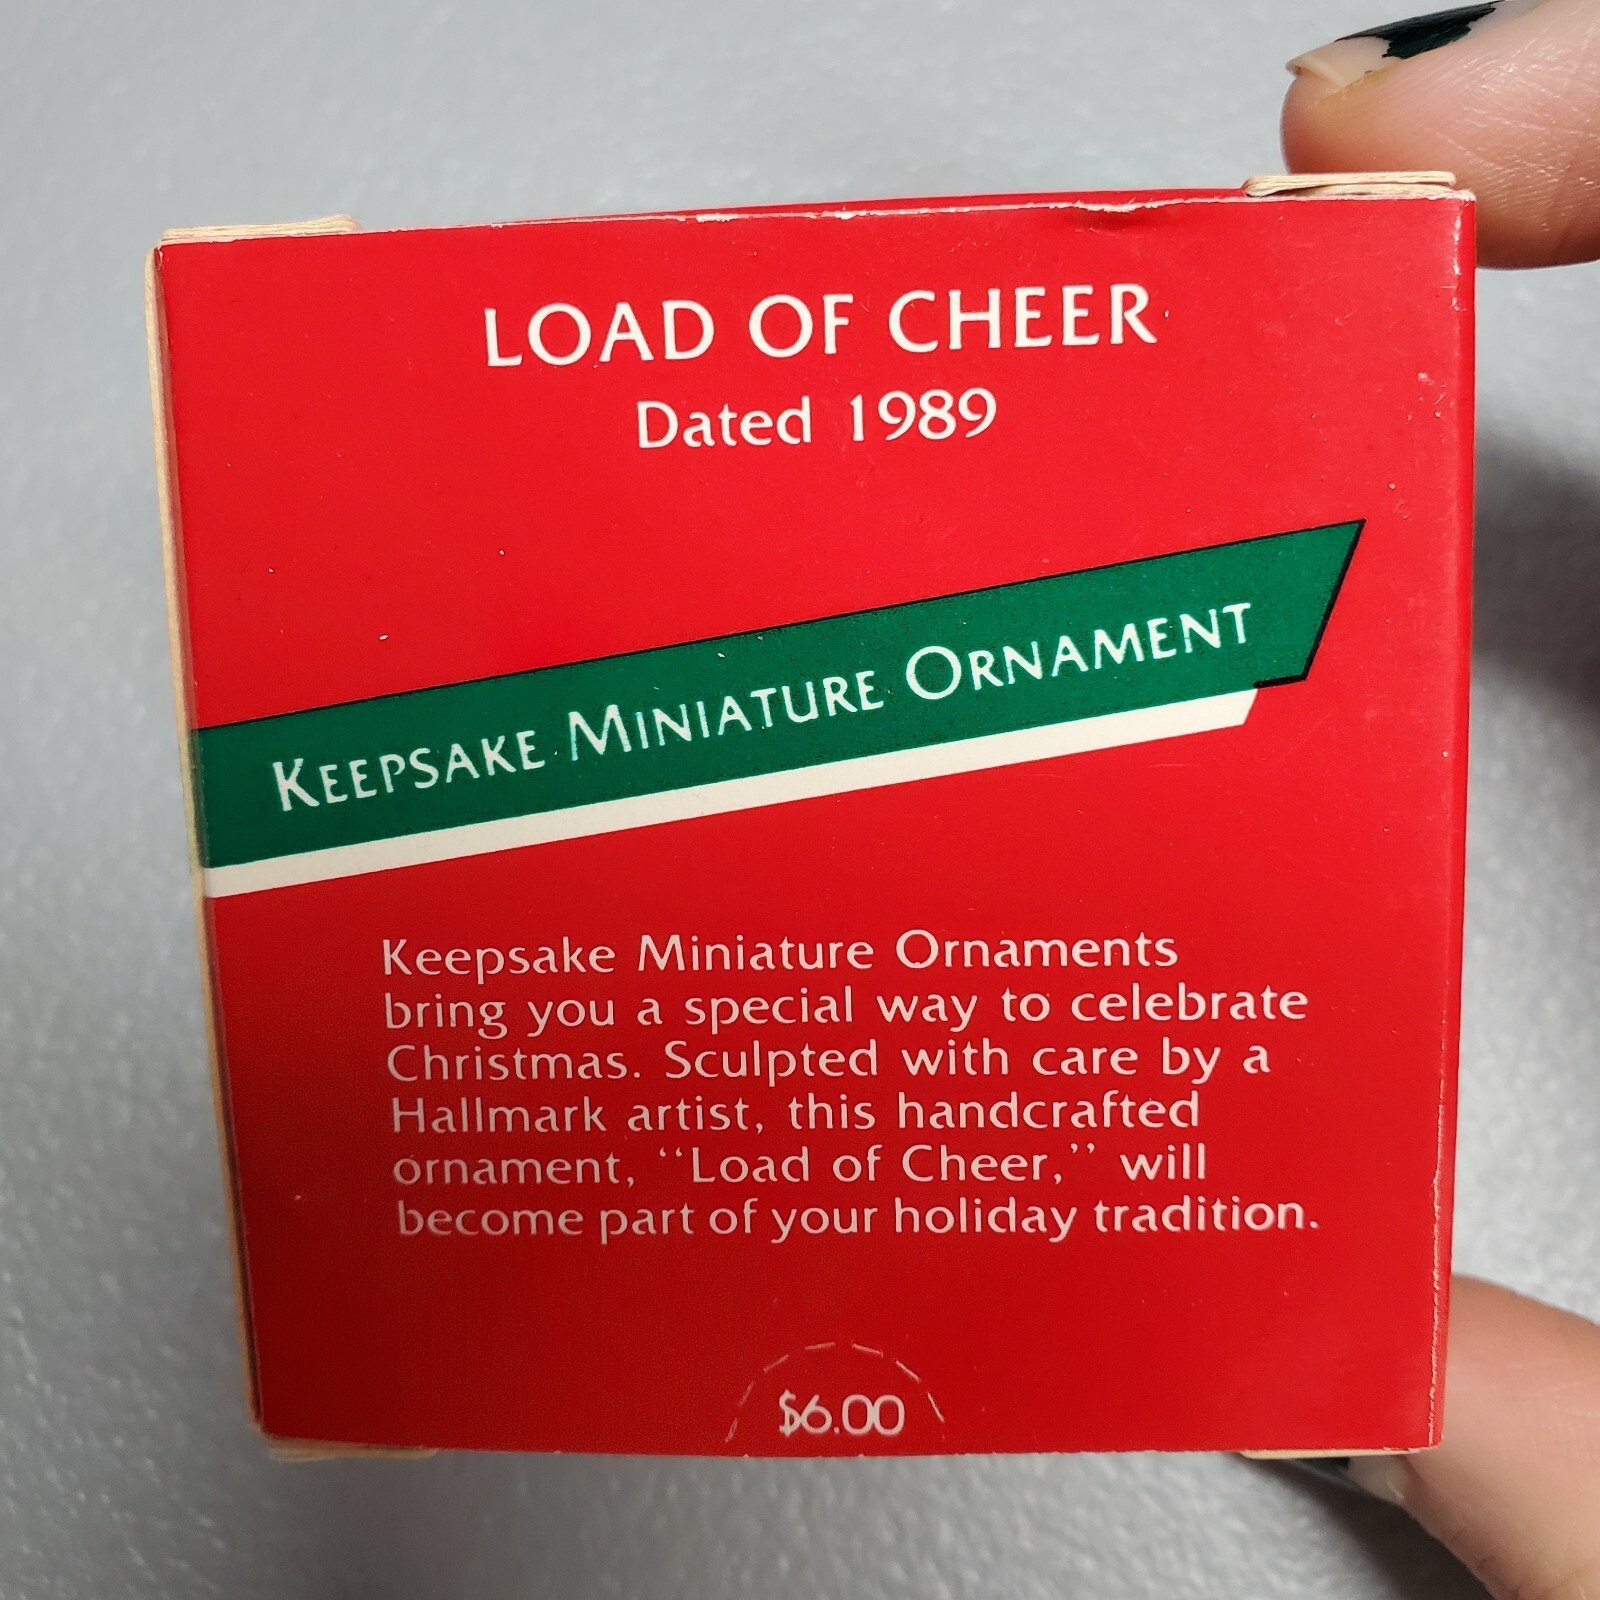 LOAD OF CHEER
Dated 1989
KEEPSAKE MINIATURE ORNAMENT
Keepsake Miniature Ornaments
bring you a special way to celebrate
Christmas. Sculpted with care by a
Hallmark artist, this handcrafted
ornament, “Load of Cheer,” will
become part of your holiday tradition.
$6.00